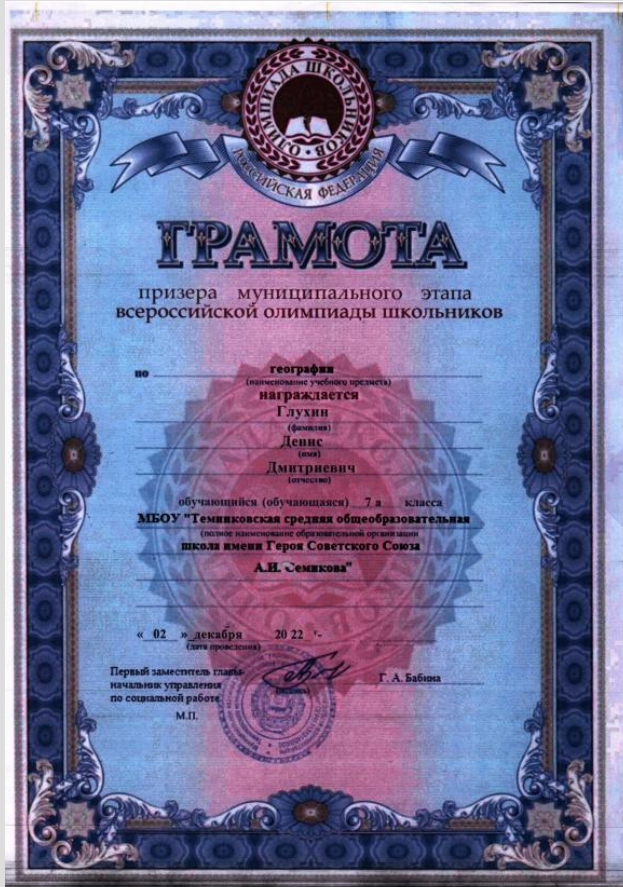 ОЛИМПИАДА ШКОЛЬНИКОВ
РОССИЙСКАЯ ФЕДЕРАЦИЯ
ГРАМОТА
призера муниципального этапа
всероссийской олимпиады школьников
по географии
(наименование учебного предмета)
награждается
Глухин
(фамилия)
Денис
(имя)
Дмитриевич
(отчество)
обучающийся (обучающаяся) 7 а класса
МБОУ "Темниковская средняя общеобразовательная
(полное наименование образовательной организации
школа имени Героя Советского Союза
А.И. Семикова"
« 02 » декабря 20 22 г.
(дата проведения)
Первый заместитель главы-
начальник управления
по социальной работе
(подпись)
Г. А. Бабина
М.П.